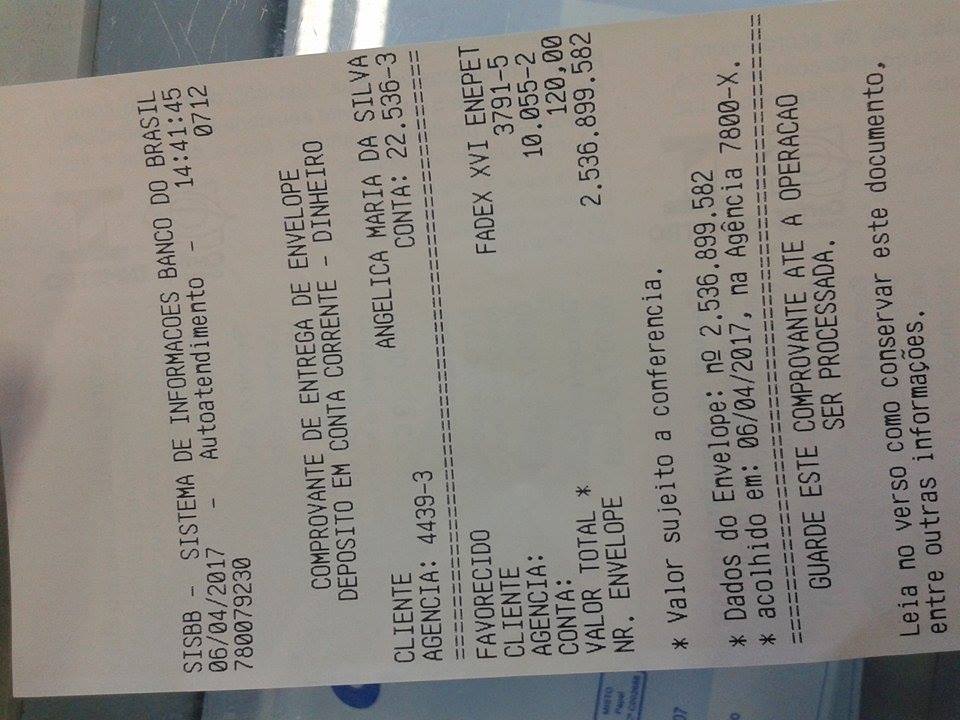 SISBB - SISTEMA DE INFORMACOES BANCO DO BRASIL
06/04/2017 - Autoatendimento - 14:41:45
780079230 0712
COMPROVANTE DE ENTREGA DE ENVELOPE
DEPOSITO EM CONTA CORRENTE - DINHEIRO
CLIENTE ANGELICA MARIA DA SILVA
AGENCIA: 4439-3 CONTA: 22.536-3
================================================
FAVORECIDO
CLIENTE FADEX XVI ENEPET
AGENCIA: 3791-5
CONTA: 10.055-2
VALOR TOTAL * 120,00
NR. ENVELOPE 2.536.899.582
* Valor sujeito a conferencia.
* Dados do Envelope: nº 2.536.899.582
* acolhido em: 06/04/2017, na Agência 7800-X.
================================================
GUARDE ESTE COMPROVANTE ATE A OPERACAO
SER PROCESSADA.
Leia no verso como conservar este documento,
entre outras informações.
MISTO
Papel
07